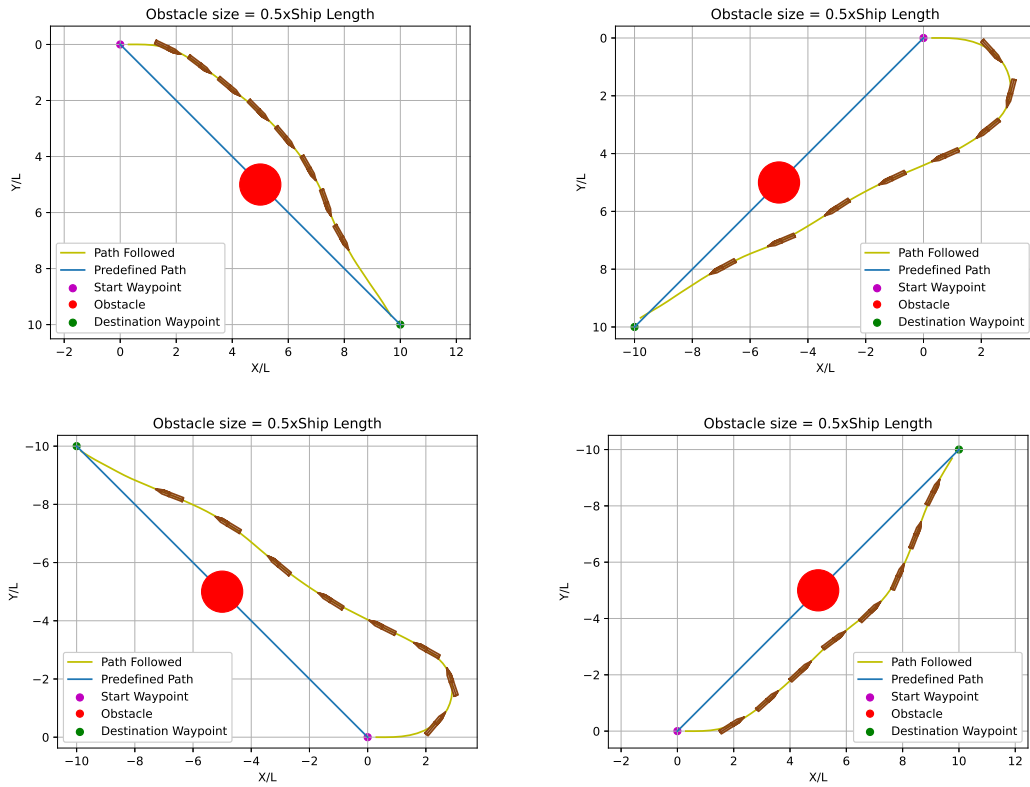 Obstacle size = 0.5xShip Length
0
2
4
6
8
10
Y/L
Path Followed
Predefined Path
Start Waypoint
Obstacle
Destination Waypoint
−2 0 2 4 6 8 10 12
X/L
Obstacle size = 0.5xShip Length
0
2
4
6
8
10
Y/L
Path Followed
Predefined Path
Start Waypoint
Obstacle
Destination Waypoint
−10 −8 −6 −4 −2 0 2
X/L
Obstacle size = 0.5xShip Length
−10
−8
−6
−4
−2
0
Y/L
Path Followed
Predefined Path
Start Waypoint
Obstacle
Destination Waypoint
−10 −8 −6 −4 −2 0 2
X/L
Obstacle size = 0.5xShip Length
−10
−8
−6
−4
−2
0
Y/L
Path Followed
Predefined Path
Start Waypoint
Obstacle
Destination Waypoint
−2 0 2 4 6 8 10 12
X/L